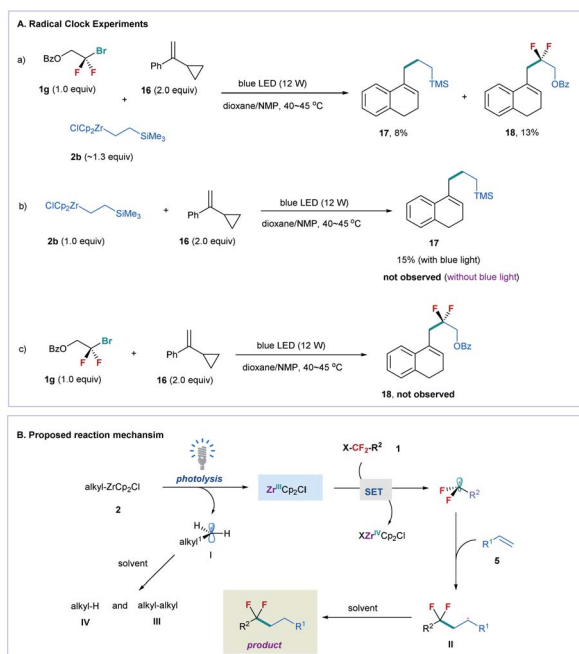 A. Radical Clock Experiments
a)
BzO
Br
F F
1g (1.0 equiv)
+
Ph
16 (2.0 equiv)
ClCp2Zr
SiMe3
2b (~1.3 equiv)
blue LED (12 W)
dioxane/NMP, 40~45 °C
TMS
17, 8%
+
F F
OBz
18, 13%
b)
ClCp2Zr
SiMe3
2b (1.0 equiv)
+
Ph
16 (2.0 equiv)
blue LED (12 W)
dioxane/NMP, 40~45 °C
TMS
17
15% (with blue light)
not observed (without blue light)
c)
BzO
Br
F F
1g (1.0 equiv)
+
Ph
16 (2.0 equiv)
blue LED (12 W)
dioxane/NMP, 40~45 °C
F F
OBz
18, not observed
B. Proposed reaction mechansim
alkyl-ZrCp2Cl
2
photolysis
ZrIIICp2Cl
X-CF2-R2 1
SET
XZrIVCp2Cl
F
F
R2
alkyl1
H
H
I
solvent
alkyl-H and alkyl-alkyl
IV III
R1
5
F F
R2
R1
II
solvent
F F
R2
R1
product